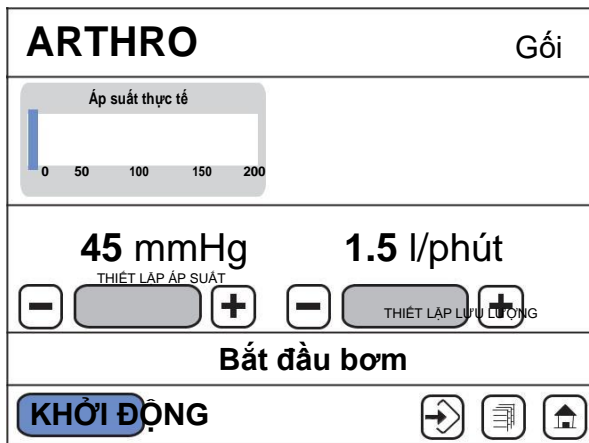 ARTHRO
Gối
Áp suất thực tế
0 50 100 150 200
45 mmHg
1.5 l/phút
THIẾT LẬP ÁP SUẤT
THIẾT LẬP LƯU LƯỢNG
Bắt đầu bơm
KHỞI ĐỘNG